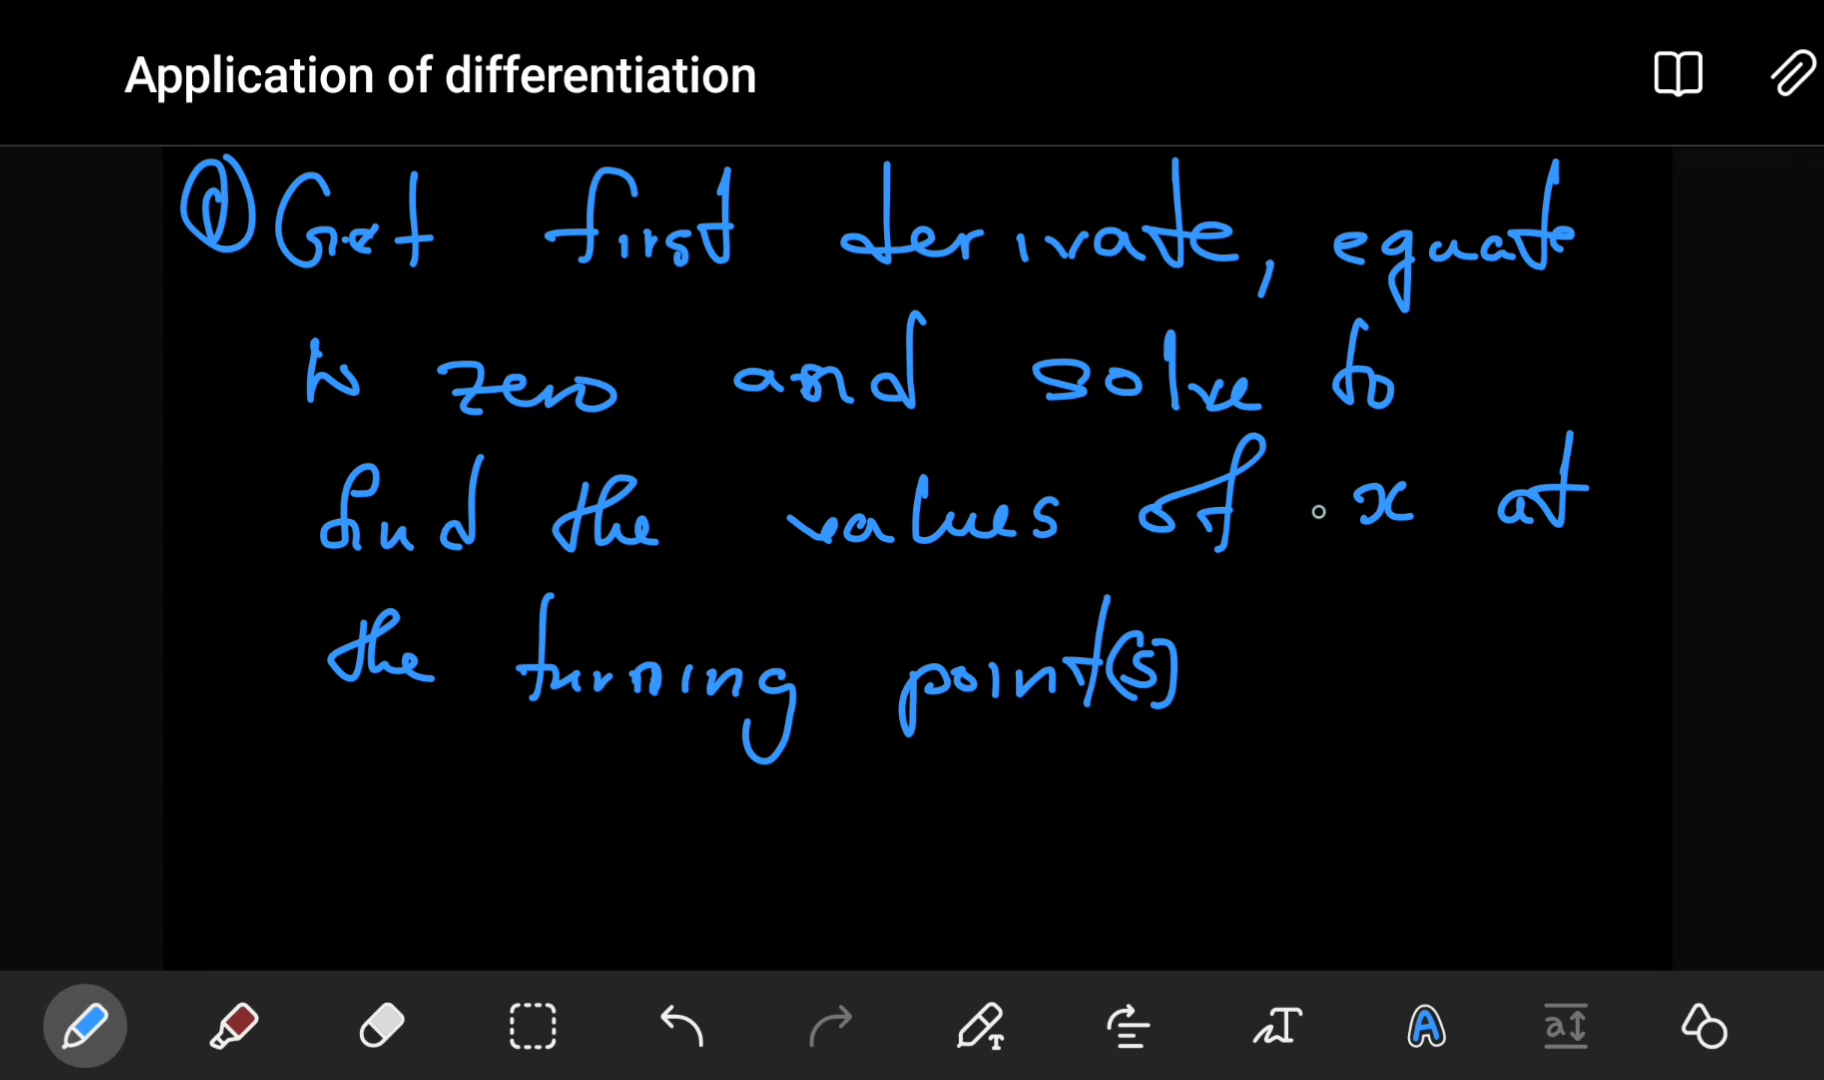 Application of differentiation
① Get first derivate, equate
to zero and solve to
find the values of x at
the turning point(s)